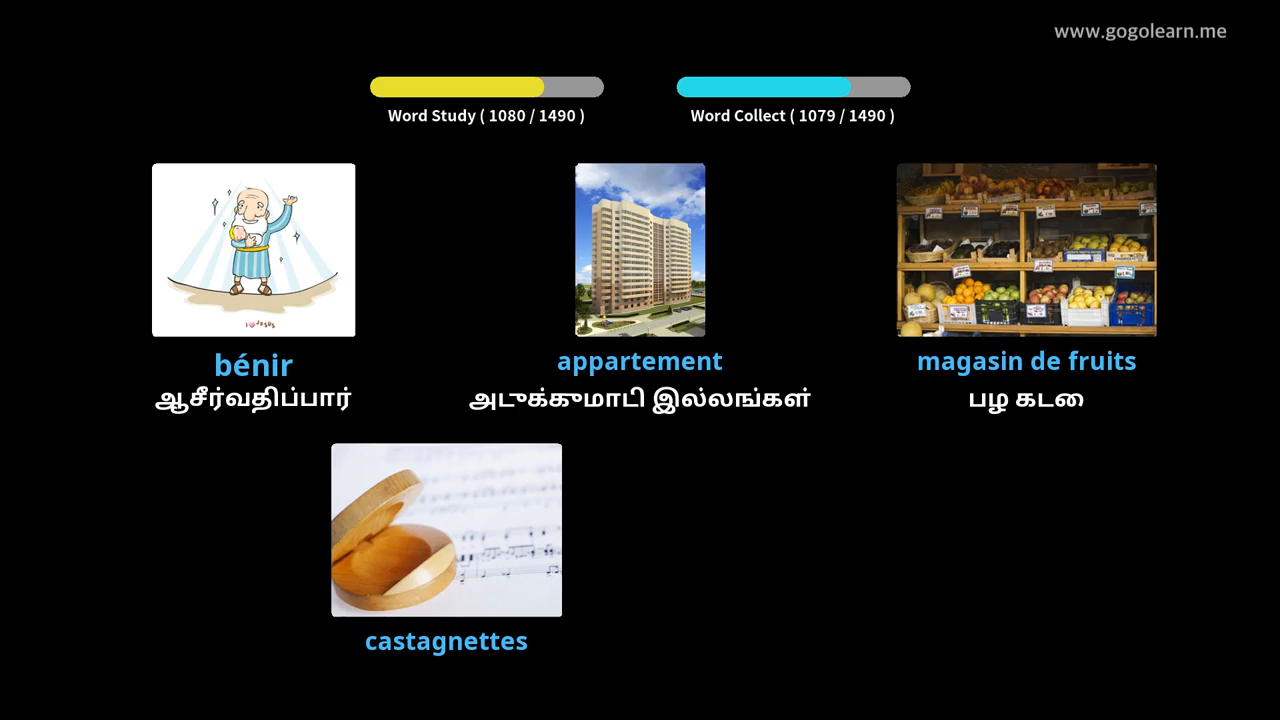 www.gogolearn.me
Word Study ( 1080 / 1490 )
Word Collect ( 1079 / 1490 )
bénir
ஆசீர்வதிப்பார்
appartement
அடுக்குமாடி இல்லங்கள்
magasin de fruits
பழ கடை
castagnettes